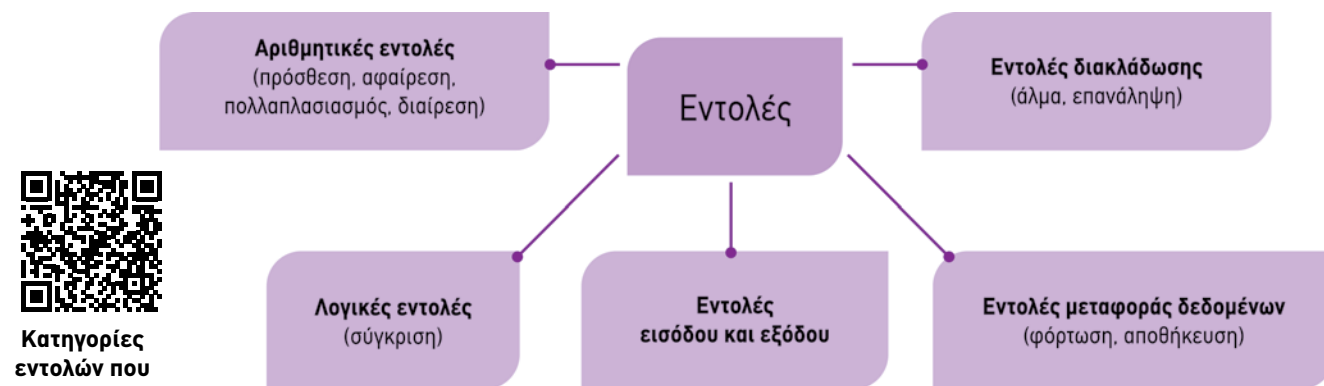 Αριθμητικές εντολές
(πρόσθεση, αφαίρεση,
πολλαπλασιασμός, διαίρεση)
Εντολές
Εντολές διακλάδωσης
(άλμα, επανάληψη)
Λογικές εντολές
(σύγκριση)
Εντολές
εισόδου και εξόδου
Εντολές μεταφοράς δεδομένων
(φόρτωση, αποθήκευση)
Κατηγορίες
εντολών που